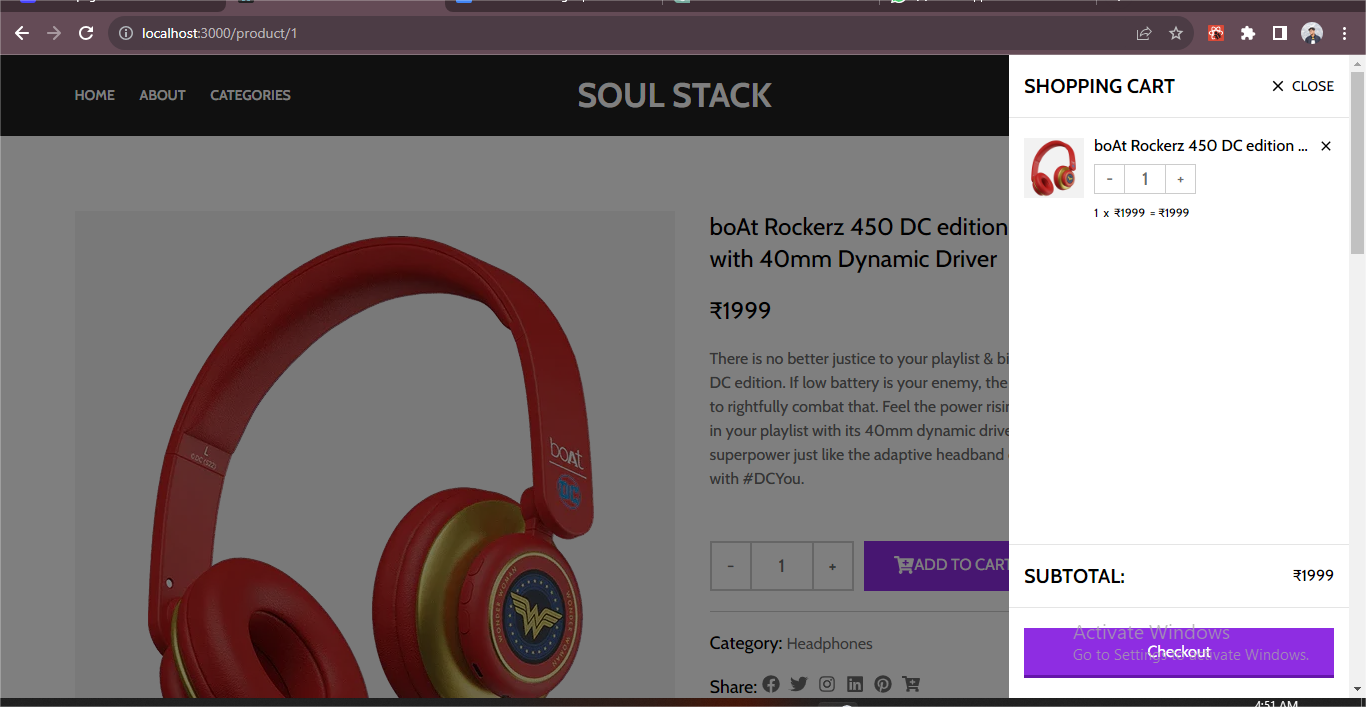 localhost:3000/product/1
HOME ABOUT CATEGORIES
SOUL STACK
SHOPPING CART
CLOSE
boAt Rockerz 450 DC edition ...
- 1 +
1 x ₹1999 = ₹1999
boAt Rockerz 450 DC edition
with 40mm Dynamic Driver
₹1999
There is no better justice to your playlist & bi
DC edition. If low battery is your enemy, the
to rightfully combat that. Feel the power risin
in your playlist with its 40mm dynamic drive
superpower just like the adaptive headband
with #DCYou.
- 1 +
ADD TO CART
Category: Headphones
Share:
L
boAt
WONDER WOMAN
WONDER WOMAN
SUBTOTAL: ₹1999
Checkout
Activate Windows
Go to Settings to activate Windows.
4:51 AM